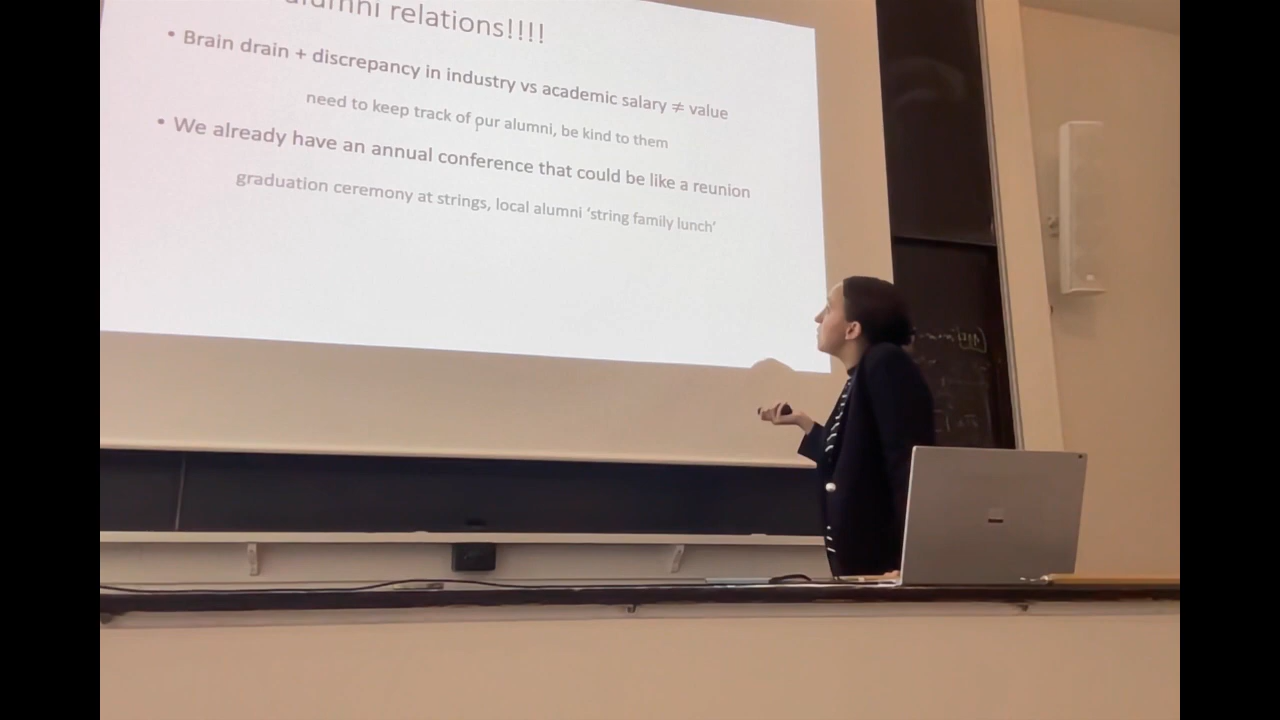 alumni relations!!!!
• Brain drain + discrepancy in industry vs academic salary ≠ value
need to keep track of our alumni, be kind to them
• We already have an annual conference that could be like a reunion
graduation ceremony at strings, local alumni ‘string family lunch’